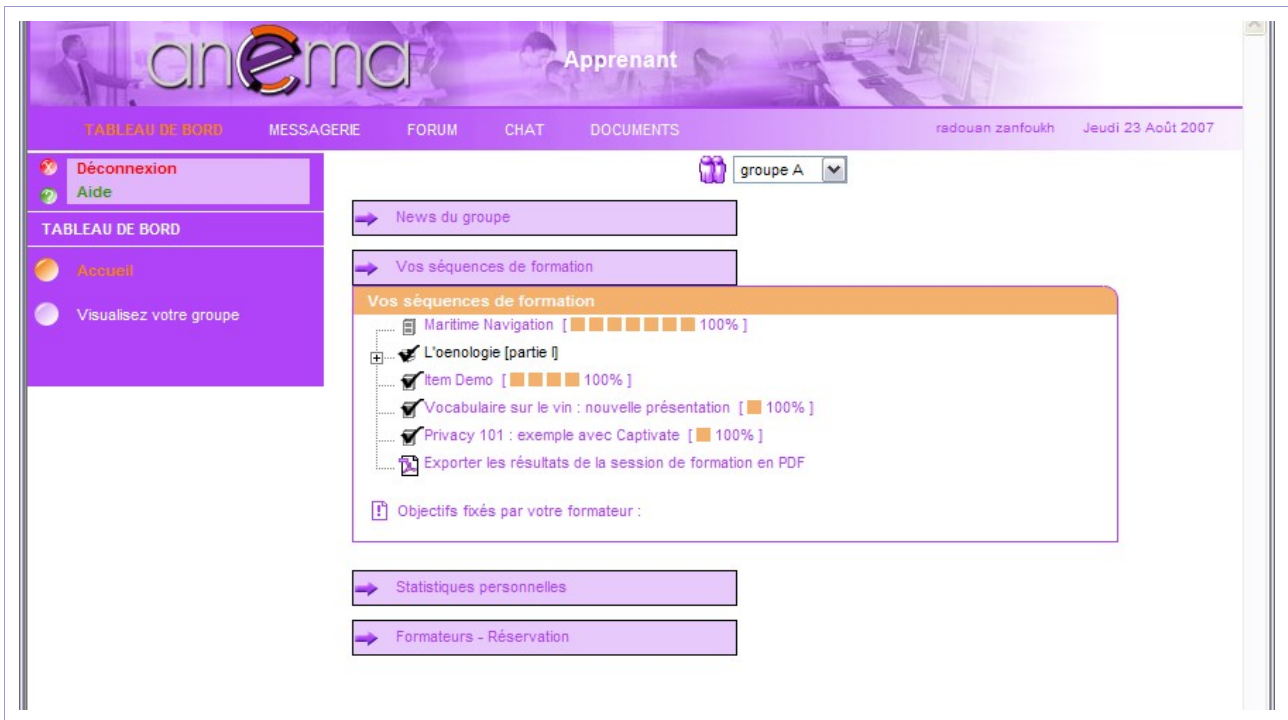 anema
Apprenant
TABLEAU DE BORD MESSAGERIE FORUM CHAT DOCUMENTS radouan zanfoukh Jeudi 23 Août 2007
Déconnexion
Aide
TABLEAU DE BORD
Accueil
Visualisez votre groupe
groupe A
News du groupe
Vos séquences de formation
Vos séquences de formation
Maritime Navigation [ 100% ]
L'oenologie [partie I]
Item Demo [ 100% ]
Vocabulaire sur le vin : nouvelle présentation [ 100% ]
Privacy 101 : exemple avec Captivate [ 100% ]
Exporter les résultats de la session de formation en PDF
Objectifs fixés par votre formateur :
Statistiques personnelles
Formateurs - Réservation